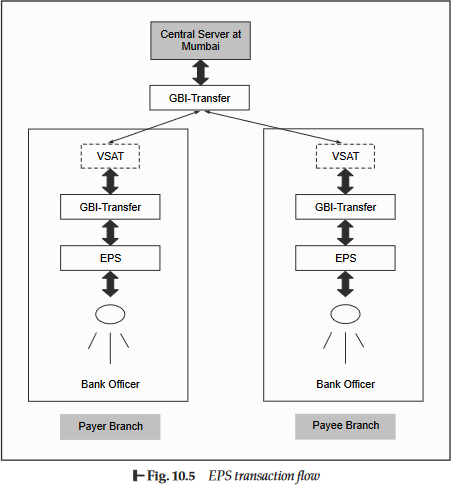 Central Server at
Mumbai
GBI-Transfer
VSAT
GBI-Transfer
EPS
Bank Officer
Payer Branch
VSAT
GBI-Transfer
EPS
Bank Officer
Payee Branch
Fig. 10.5 EPS transaction flow